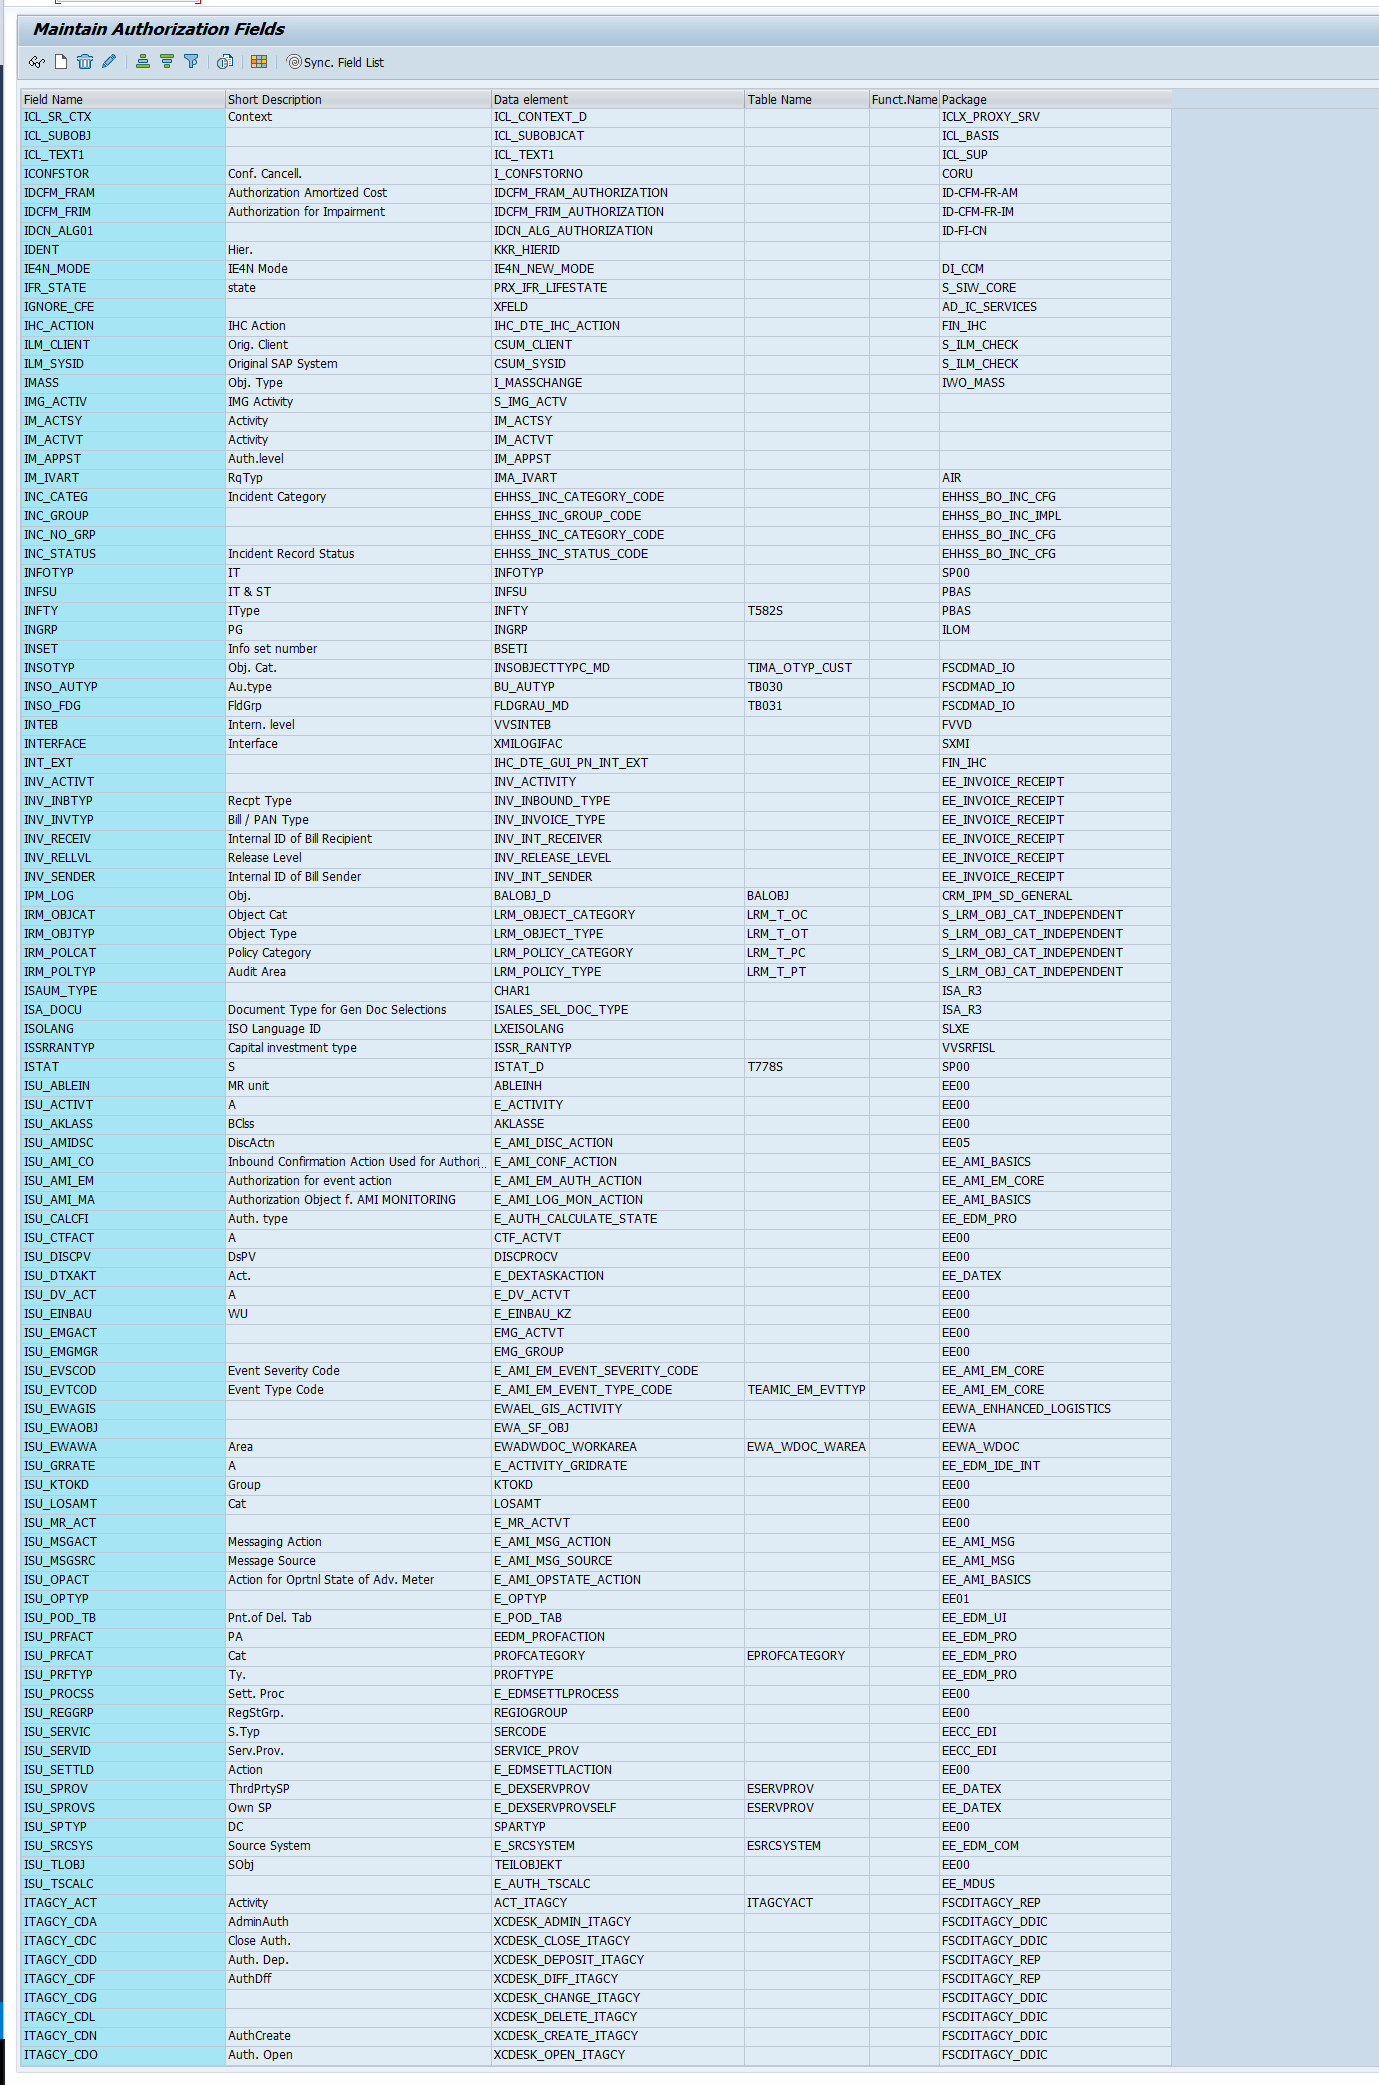 Maintain Authorization Fields
Sync. Field List
Field Name Short Description Data element Table Name Funct.Name Package
ICL_SR_CTX Context ICL_CONTEXT_D ICLX_PROXY_SRV
ICL_SUBOBJ ICL_SUBOBJCAT ICL_BASIS
ICL_TEXT1 ICL_TEXT1 ICL_SUP
ICONFSTOR Conf. Cancell. I_CONFSTORNO CORU
IDCFM_FRAM Authorization Amortized Cost IDCFM_FRAM_AUTHORIZATION ID-CFM-FR-AM
IDCFM_FRIM Authorization for Impairment IDCFM_FRIM_AUTHORIZATION ID-CFM-FR-IM
IDCN_ALG01 IDCN_ALG_AUTHORIZATION ID-FI-CN
IDENT Hier. KKR_HIERID
IE4N_MODE IE4N Mode IE4N_NEW_MODE DI_CCM
IFR_STATE state PRX_IFR_LIFESTATE S_SIW_CORE
IGNORE_CFE XFELD AD_IC_SERVICES
IHC_ACTION IHC Action IHC_DTE_IHC_ACTION FIN_IHC
ILM_CLIENT Orig. Client CSUM_CLIENT S_ILM_CHECK
ILM_SYSID Original SAP System CSUM_SYSID S_ILM_CHECK
IMASS Obj. Type I_MASSCHANGE IWO_MASS
IMG_ACTIV IMG Activity S_IMG_ACTV
IM_ACTSY Activity IM_ACTSY
IM_ACTVT Activity IM_ACTVT
IM_APPST Auth.level IM_APPST
IM_IVART RqTyp IMA_IVART AIR
INC_CATEG Incident Category EHHSS_INC_CATEGORY_CODE EHHSS_BO_INC_CFG
INC_GROUP EHHSS_INC_GROUP_CODE EHHSS_BO_INC_IMPL
INC_NO_GRP EHHSS_INC_CATEGORY_CODE EHHSS_BO_INC_CFG
INC_STATUS Incident Record Status EHHSS_INC_STATUS_CODE EHHSS_BO_INC_CFG
INFOTYP IT INFOTYP SP00
INFSU IT & ST INFSU PBAS
INFTY IType INFTY T582S PBAS
INGRP PG INGRP ILOM
INSET Info set number BSETI
INSOTYP Obj. Cat. INSOBJECTTYPC_MD TIMA_OTYP_CUST FSCDMAD_IO
INSO_AUTYP Au.type BU_AUTYP TB030 FSCDMAD_IO
INSO_FDG FldGrp FLDGRAU_MD TB031 FSCDMAD_IO
INTEB Intern. level VVSINTEB FVVD
INTERFACE Interface XMILOGIFAC SXMI
INT_EXT IHC_DTE_GUI_PN_INT_EXT FIN_IHC
INV_ACTIVT INV_ACTIVITY EE_INVOICE_RECEIPT
INV_INBTYP Recpt Type INV_INBOUND_TYPE EE_INVOICE_RECEIPT
INV_INVTYP Bill / PAN Type INV_INVOICE_TYPE EE_INVOICE_RECEIPT
INV_RECEIV Internal ID of Bill Recipient INV_INT_RECEIVER EE_INVOICE_RECEIPT
INV_RELLVL Release Level INV_RELEASE_LEVEL EE_INVOICE_RECEIPT
INV_SENDER Internal ID of Bill Sender INV_INT_SENDER EE_INVOICE_RECEIPT
IPM_LOG Obj. BALOBJ_D BALOBJ CRM_IPM_SD_GENERAL
IRM_OBJCAT Object Cat LRM_OBJECT_CATEGORY LRM_T_OC S_LRM_OBJ_CAT_INDEPENDENT
IRM_OBJTYP Object Type LRM_OBJECT_TYPE LRM_T_OT S_LRM_OBJ_CAT_INDEPENDENT
IRM_POLCAT Policy Category LRM_POLICY_CATEGORY LRM_T_PC S_LRM_OBJ_CAT_INDEPENDENT
IRM_POLTYP Audit Area LRM_POLICY_TYPE LRM_T_PT S_LRM_OBJ_CAT_INDEPENDENT
ISAUM_TYPE CHAR1 ISA_R3
ISA_DOCU Document Type for Gen Doc Selections ISALES_SEL_DOC_TYPE ISA_R3
ISOLANG ISO Language ID LXEISOLANG SLXE
ISSRRANTYP Capital investment type ISSR_RANTYP VVSRFISL
ISTAT S ISTAT_D T778S SP00
ISU_ABLEIN MR unit ABLEINH EE00
ISU_ACTIVT A E_ACTIVITY EE00
ISU_AKLASS BClss AKLASSE EE00
ISU_AMIDSC DiscActn E_AMI_DISC_ACTION EE05
ISU_AMI_CO Inbound Confirmation Action Used for Authori... E_AMI_CONF_ACTION EE_AMI_BASICS
ISU_AMI_EM Authorization for event action E_AMI_EM_AUTH_ACTION EE_AMI_EM_CORE
ISU_AMI_MA Authorization Object f. AMI MONITORING E_AMI_LOG_MON_ACTION EE_AMI_BASICS
ISU_CALCFI Auth. type E_AUTH_CALCULATE_STATE EE_EDM_PRO
ISU_CTFACT A CTF_ACTVT EE00
ISU_DISCPV DsPV DISCPROCV EE00
ISU_DTXAKT Act. E_DEXTASKACTION EE_DATEX
ISU_DV_ACT A E_DV_ACTVT EE00
ISU_EINBAU WU E_EINBAU_KZ EE00
ISU_EMGACT EMG_ACTVT EE00
ISU_EMGMGR EMG_GROUP EE00
ISU_EVSCOD Event Severity Code E_AMI_EM_EVENT_SEVERITY_CODE EE_AMI_EM_CORE
ISU_EVTCOD Event Type Code E_AMI_EM_EVENT_TYPE_CODE TEAMIC_EM_EVTTYP EE_AMI_EM_CORE
ISU_EWAGIS EWAEL_GIS_ACTIVITY EEWA_ENHANCED_LOGISTICS
ISU_EWAOBJ EWA_SF_OBJ EEWA
ISU_EWAWA Area EWADWDOC_WORKAREA EWA_WDOC_WAREA EEWA_WDOC
ISU_GRRATE A E_ACTIVITY_GRIDRATE EE_EDM_IDE_INT
ISU_KTOKD Group KTOKD EE00
ISU_LOSAMT Cat LOSAMT EE00
ISU_MR_ACT E_MR_ACTVT EE00
ISU_MSGACT Messaging Action E_AMI_MSG_ACTION EE_AMI_MSG
ISU_MSGSRC Message Source E_AMI_MSG_SOURCE EE_AMI_MSG
ISU_OPACT Action for Oprtnl State of Adv. Meter E_AMI_OPSTATE_ACTION EE_AMI_BASICS
ISU_OPTYP E_OPTYP EE01
ISU_POD_TB Pnt.of Del. Tab E_POD_TAB EE_EDM_UI
ISU_PRFACT PA EEDM_PROFACTION EE_EDM_PRO
ISU_PRFCAT Cat PROFCATEGORY EPROFCATEGORY EE_EDM_PRO
ISU_PRFTYP Ty. PROFTYPE EE_EDM_PRO
ISU_PROCSS Sett. Proc E_EDMSETTLPROCESS EE00
ISU_REGGRP RegStGrp. REGIOGROUP EE00
ISU_SERVIC S.Typ SERCODE EECC_EDI
ISU_SERVID Serv.Prov. SERVICE_PROV EECC_EDI
ISU_SETTLD Action E_EDMSETTLACTION EE00
ISU_SPROV ThrdPrtySP E_DEXSERVPROV ESERVPROV EE_DATEX
ISU_SPROVS Own SP E_DEXSERVPROVSELF ESERVPROV EE_DATEX
ISU_SPTYP DC SPARTYP EE00
ISU_SRCSYS Source System E_SRCSYSTEM ESRCSYSTEM EE_EDM_COM
ISU_TLOBJ SObj TEILOBJEKT EE00
ISU_TSCALC E_AUTH_TSCALC EE_MDUS
ITAGCY_ACT Activity ACT_ITAGCY ITAGCYACT FSCDITAGCY_REP
ITAGCY_CDA AdminAuth XCDESK_ADMIN_ITAGCY FSCDITAGCY_DDIC
ITAGCY_CDC Close Auth. XCDESK_CLOSE_ITAGCY FSCDITAGCY_DDIC
ITAGCY_CDD Auth. Dep. XCDESK_DEPOSIT_ITAGCY FSCDITAGCY_REP
ITAGCY_CDF AuthDff XCDESK_DIFF_ITAGCY FSCDITAGCY_REP
ITAGCY_CDG XCDESK_CHANGE_ITAGCY FSCDITAGCY_DDIC
ITAGCY_CDL XCDESK_DELETE_ITAGCY FSCDITAGCY_DDIC
ITAGCY_CDN AuthCreate XCDESK_CREATE_ITAGCY FSCDITAGCY_DDIC
ITAGCY_CDO Auth. Open XCDESK_OPEN_ITAGCY FSCDITAGCY_DDIC